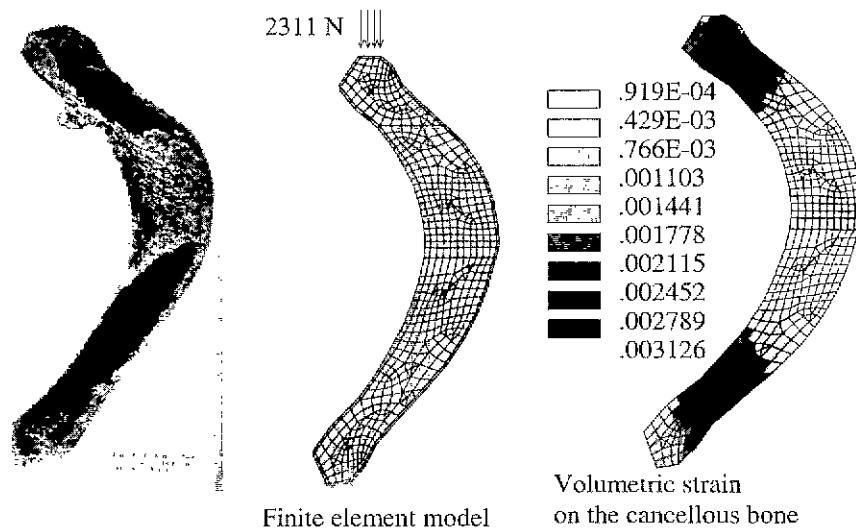 2311 N
.919E-04
.429E-03
.766E-03
.001103
.001441
.001778
.002115
.002452
.002789
.003126
Finite element model
Volumetric strain
on the cancellous bone